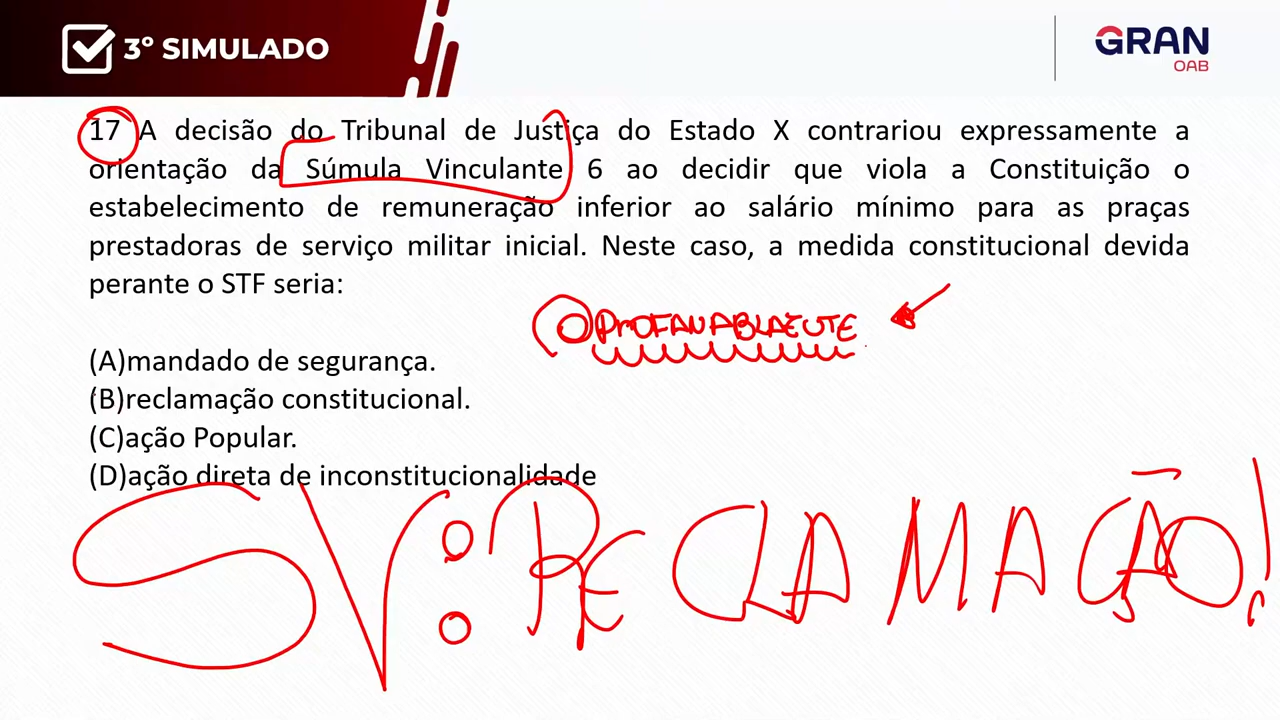 3º SIMULADO
GRAN
OAB
17 A decisão do Tribunal de Justiça do Estado X contrariou expressamente a
orientação da Súmula Vinculante 6 ao decidir que viola a Constituição o
estabelecimento de remuneração inferior ao salário mínimo para as praças
prestadoras de serviço militar inicial. Neste caso, a medida constitucional devida
perante o STF seria:
(A)mandado de segurança.
(B)reclamação constitucional.
(C)ação Popular.
(D)ação direta de inconstitucionalidade
SV: RECLAMAÇÃO!